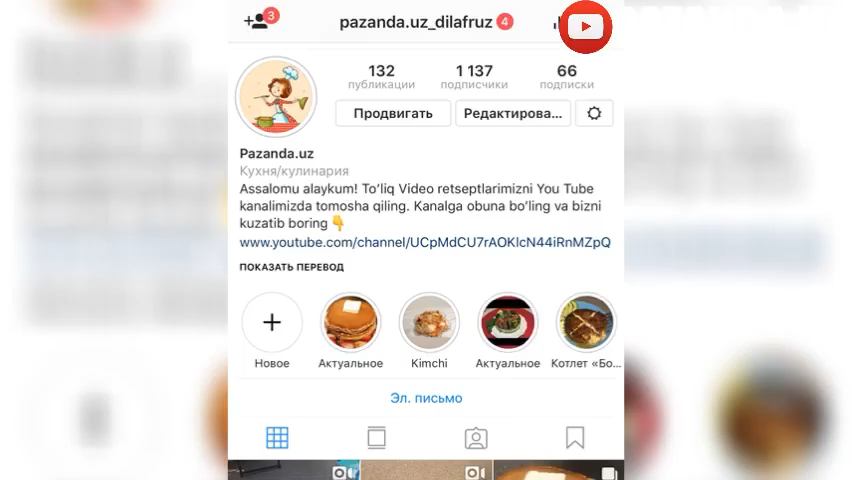 3
pazanda.uz_dilafruz 4
132 1 137 66
публикации подписчики подписки
Продвигать Редактирова...
Pazanda.uz
Кухня/кулинария
Assalomu alaykum! To‘liq Video retseptlarimizni You Tube
kanalimizda tomosha qiling. Kanalga obuna bo‘ling va bizni
kuzatib boring 👇
www.youtube.com/channel/UCpMdCU7rAOKlcN44iRnMZpQ
ПОКАЗАТЬ ПЕРЕВОД
Новое Актуальное Kimchi Актуальное Котлет «Бо...
Эл. письмо